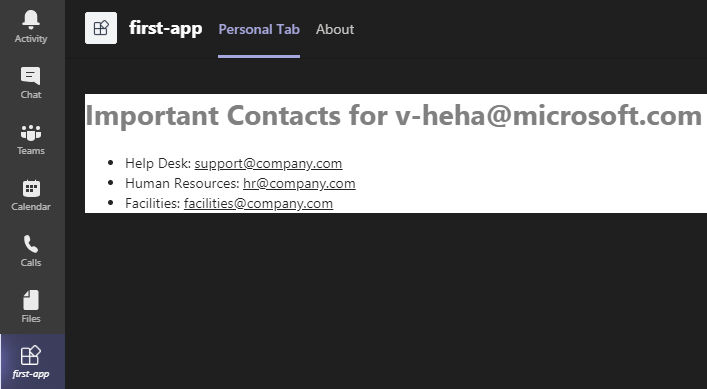 Activity
Chat
Teams
Calendar
Calls
Files
first-app
first-app Personal Tab About
Important Contacts for v-heha@microsoft.com
Help Desk: support@company.com
Human Resources: hr@company.com
Facilities: facilities@company.com